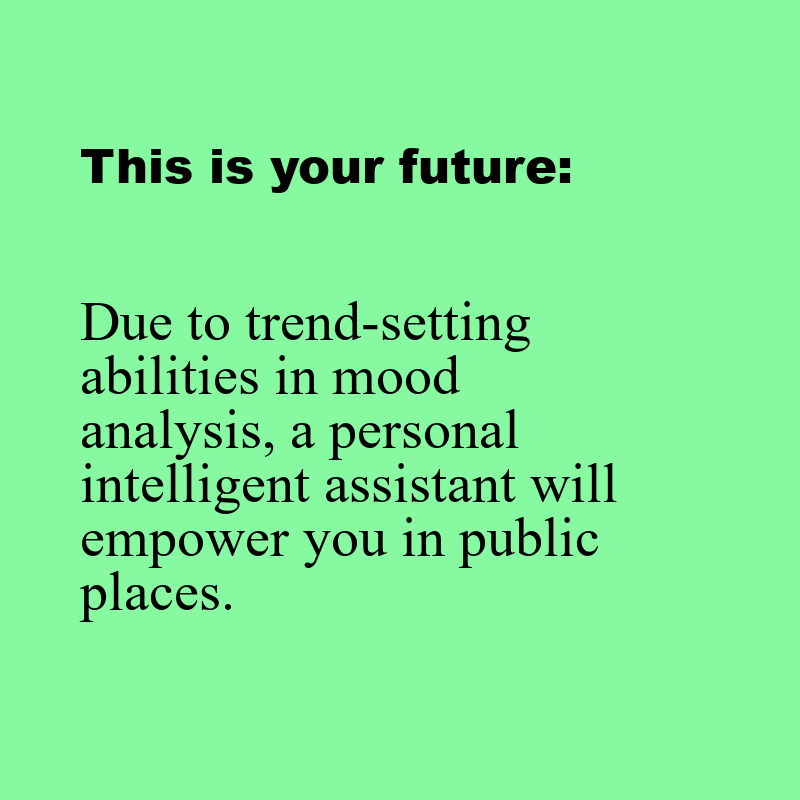 This is your future:
Due to trend-setting
abilities in mood
analysis, a personal
intelligent assistant will
empower you in public
places.